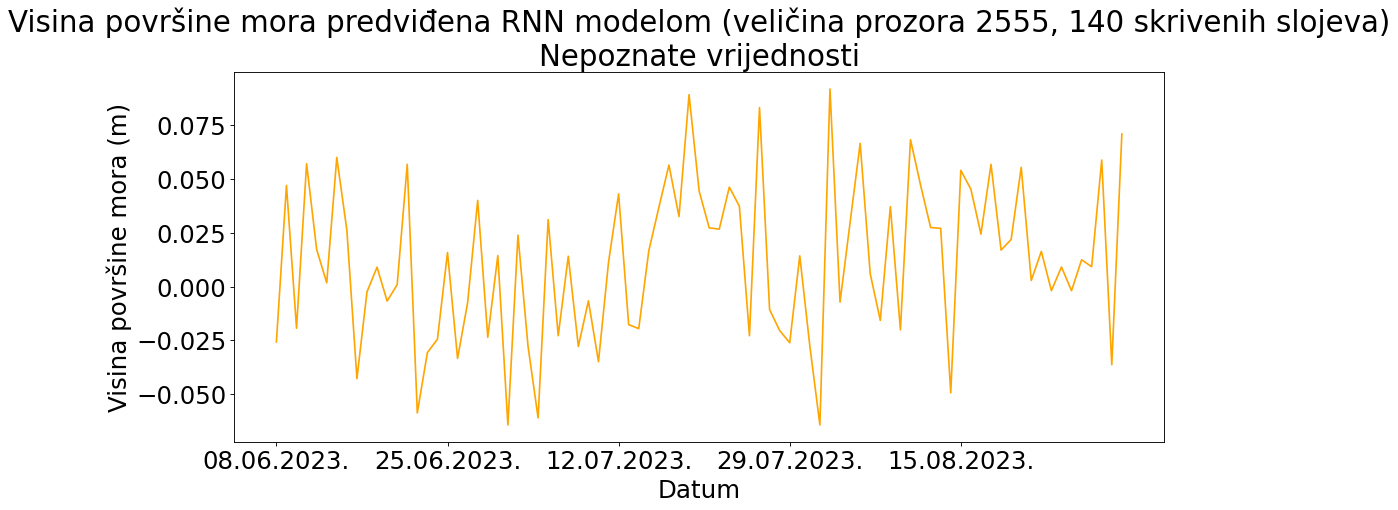 Visina površine mora predviđena RNN modelom (veličina prozora 2555, 140 skrivenih slojeva)
Nepoznate vrijednosti
Visina površine mora (m)
0.075
0.050
0.025
0.000
−0.025
−0.050
08.06.2023. 25.06.2023. 12.07.2023. 29.07.2023. 15.08.2023.
Datum